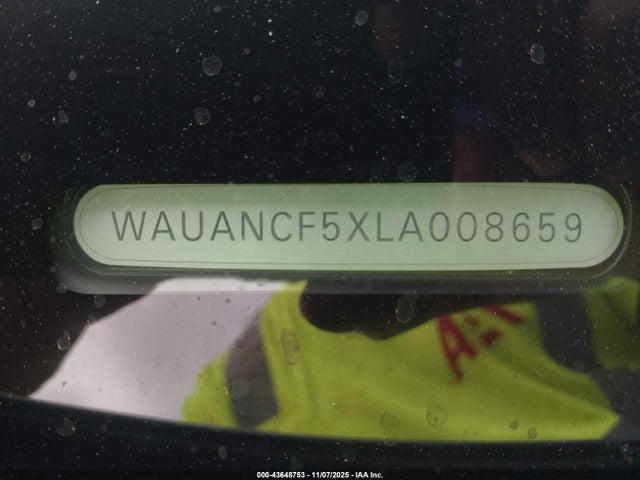 WAUANCF5XLA008659
000-43648753 - 11/07/2025 - IAA Inc.